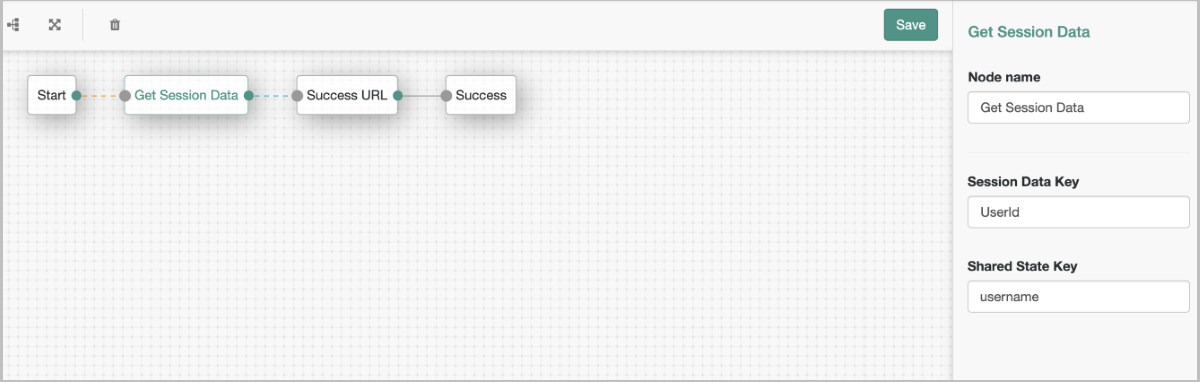 Save
Start
Get Session Data
Success URL
Success
Get Session Data
Node name
Get Session Data
Session Data Key
UserId
Shared State Key
username